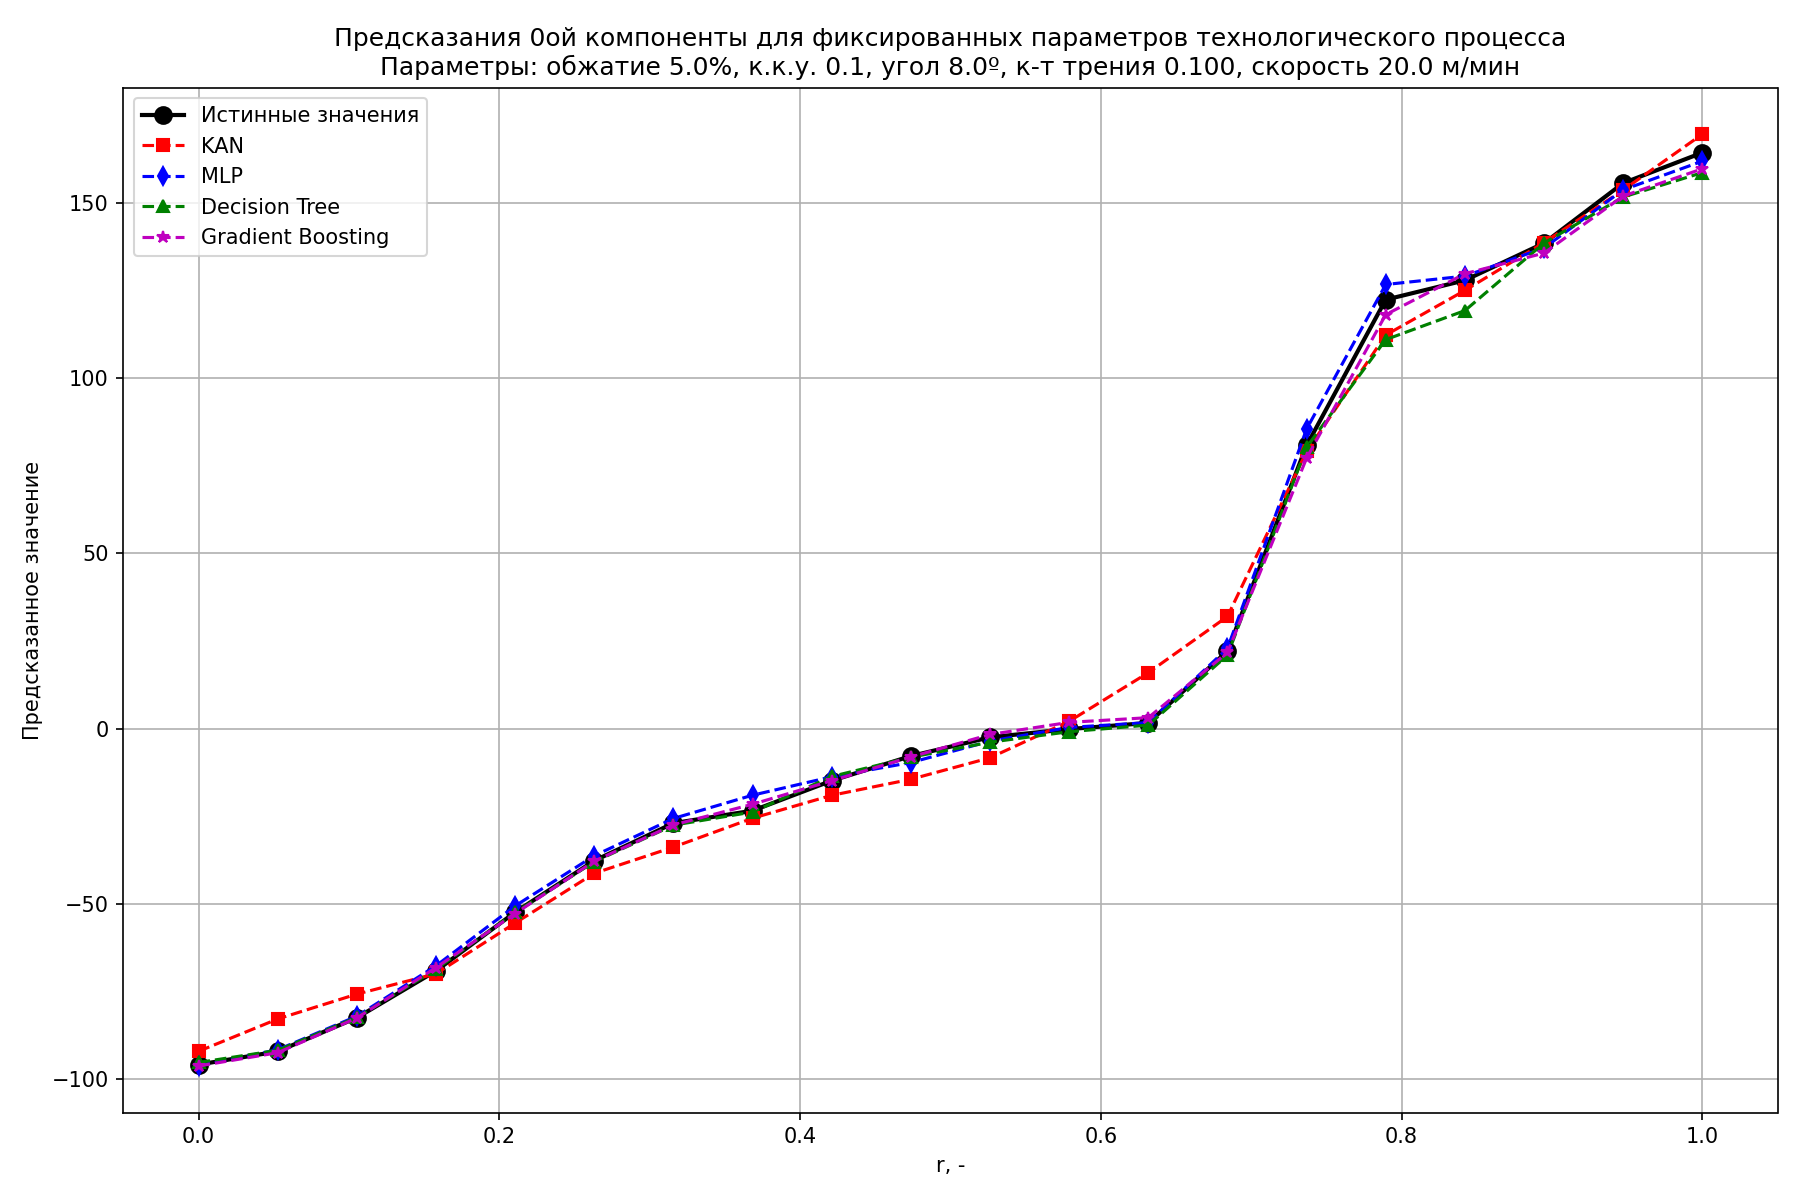 Предсказания 0ой компоненты для фиксированных параметров технологического процесса
Параметры: обжатие 5.0%, к.к.у. 0.1, угол 8.0º, к-т трения 0.100, скорость 20.0 м/мин
Истинные значения
KAN
MLP
Decision Tree
Gradient Boosting
Предсказанное значение
150
100
50
0
−50
−100
0.0 0.2 0.4 0.6 0.8 1.0
r, -